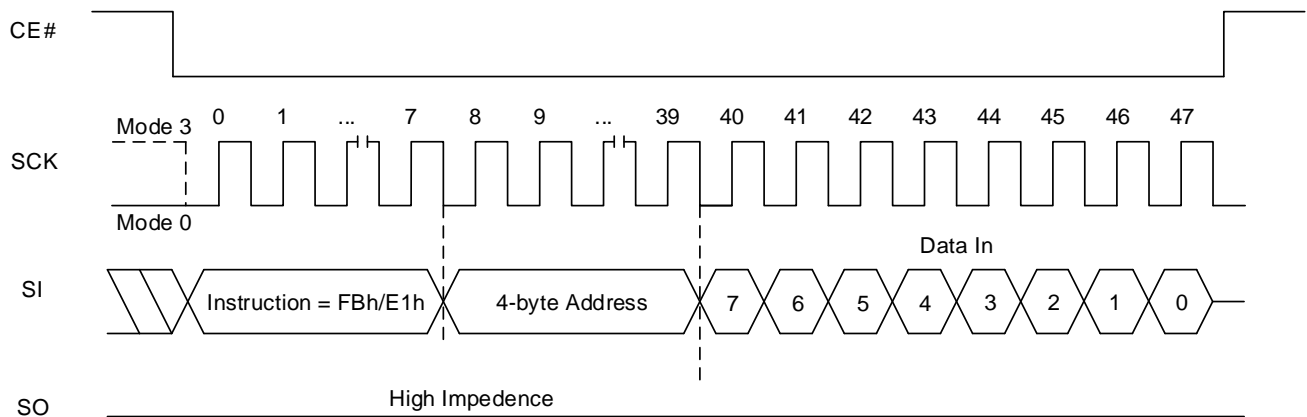 CE#
Mode 3 0 1 ... 7 8 9 ... 39 40 41 42 43 44 45 46 47
SCK
Mode 0
Data In
SI Instruction = FBh/E1h 4-byte Address 7 6 5 4 3 2 1 0
High Impedence
SO